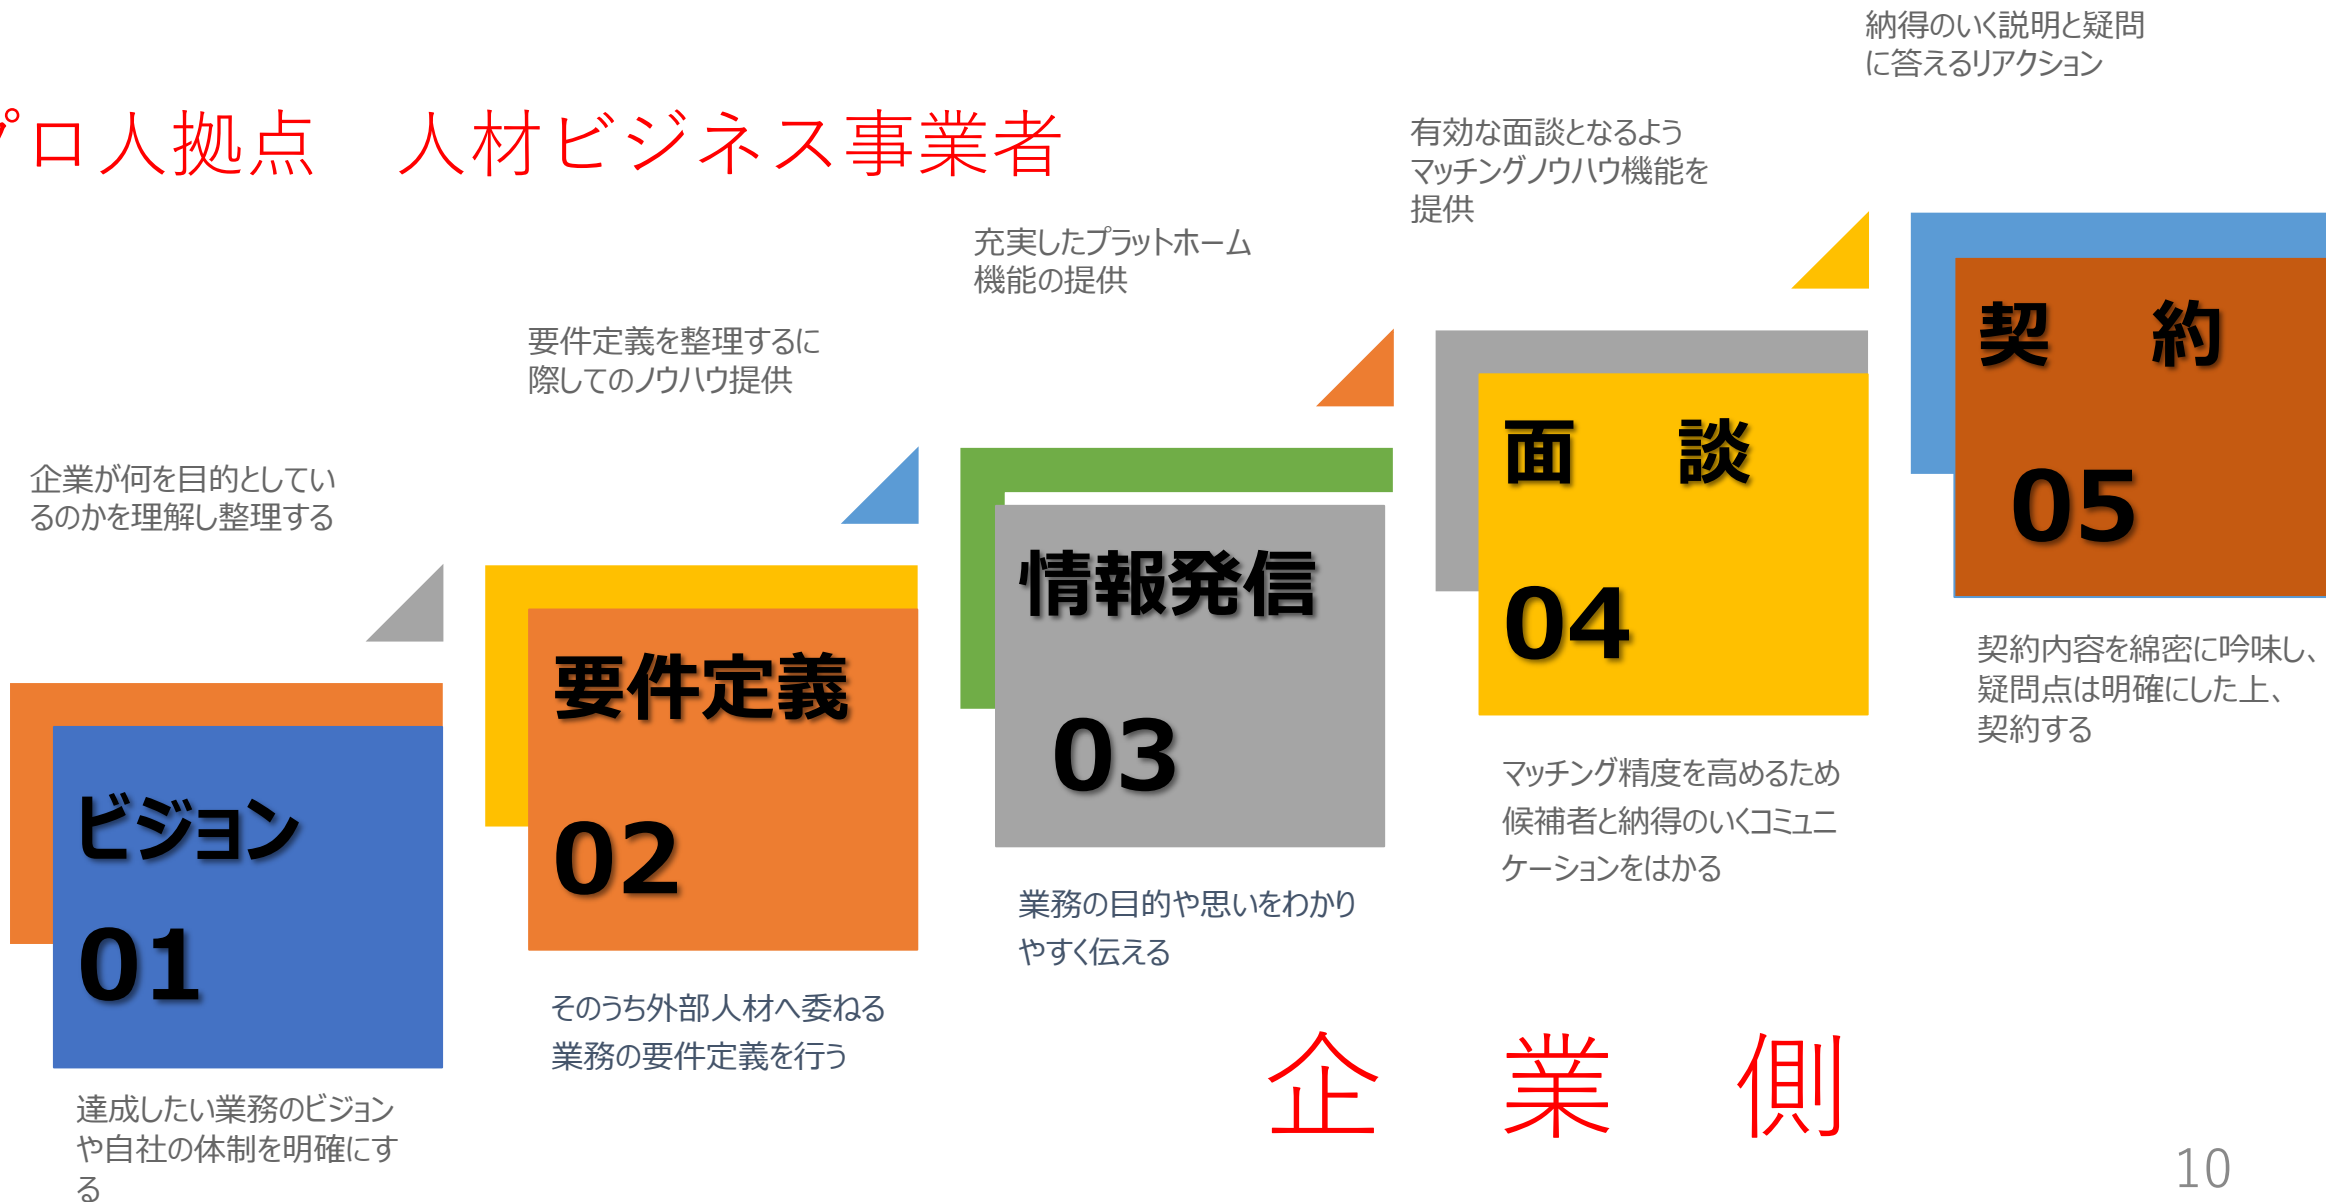 プロ人拠点　人材ビジネス事業者
企業が何を目的としてい
るのかを理解し整理する
ビジョン
01
達成したい業務のビジョン
や自社の体制を明確にす
る
要件定義を整理するに
際してのノウハウ提供
要件定義
02
そのうち外部人材へ委ねる
業務の要件定義を行う
充実したプラットホーム
機能の提供
情報発信
03
業務の目的や思いをわかり
やすく伝える
有効な面談となるよう
マッチングノウハウ機能を
提供
面　談
04
マッチング精度を高めるため
候補者と納得のいくコミュニ
ケーションをはかる
納得のいく説明と疑問
に答えるリアクション
契　約
05
契約内容を綿密に吟味し、
疑問点は明確にした上、
契約する
企　業　側
10